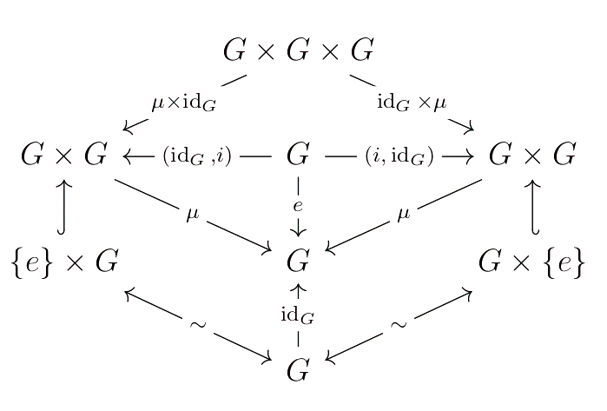 G × G × G
μ×id_G id_G ×μ
G × G (id_G ,i) G (i, id_G) G × G
μ e μ
{e} × G G G × {e}
∼ id_G ∼
G